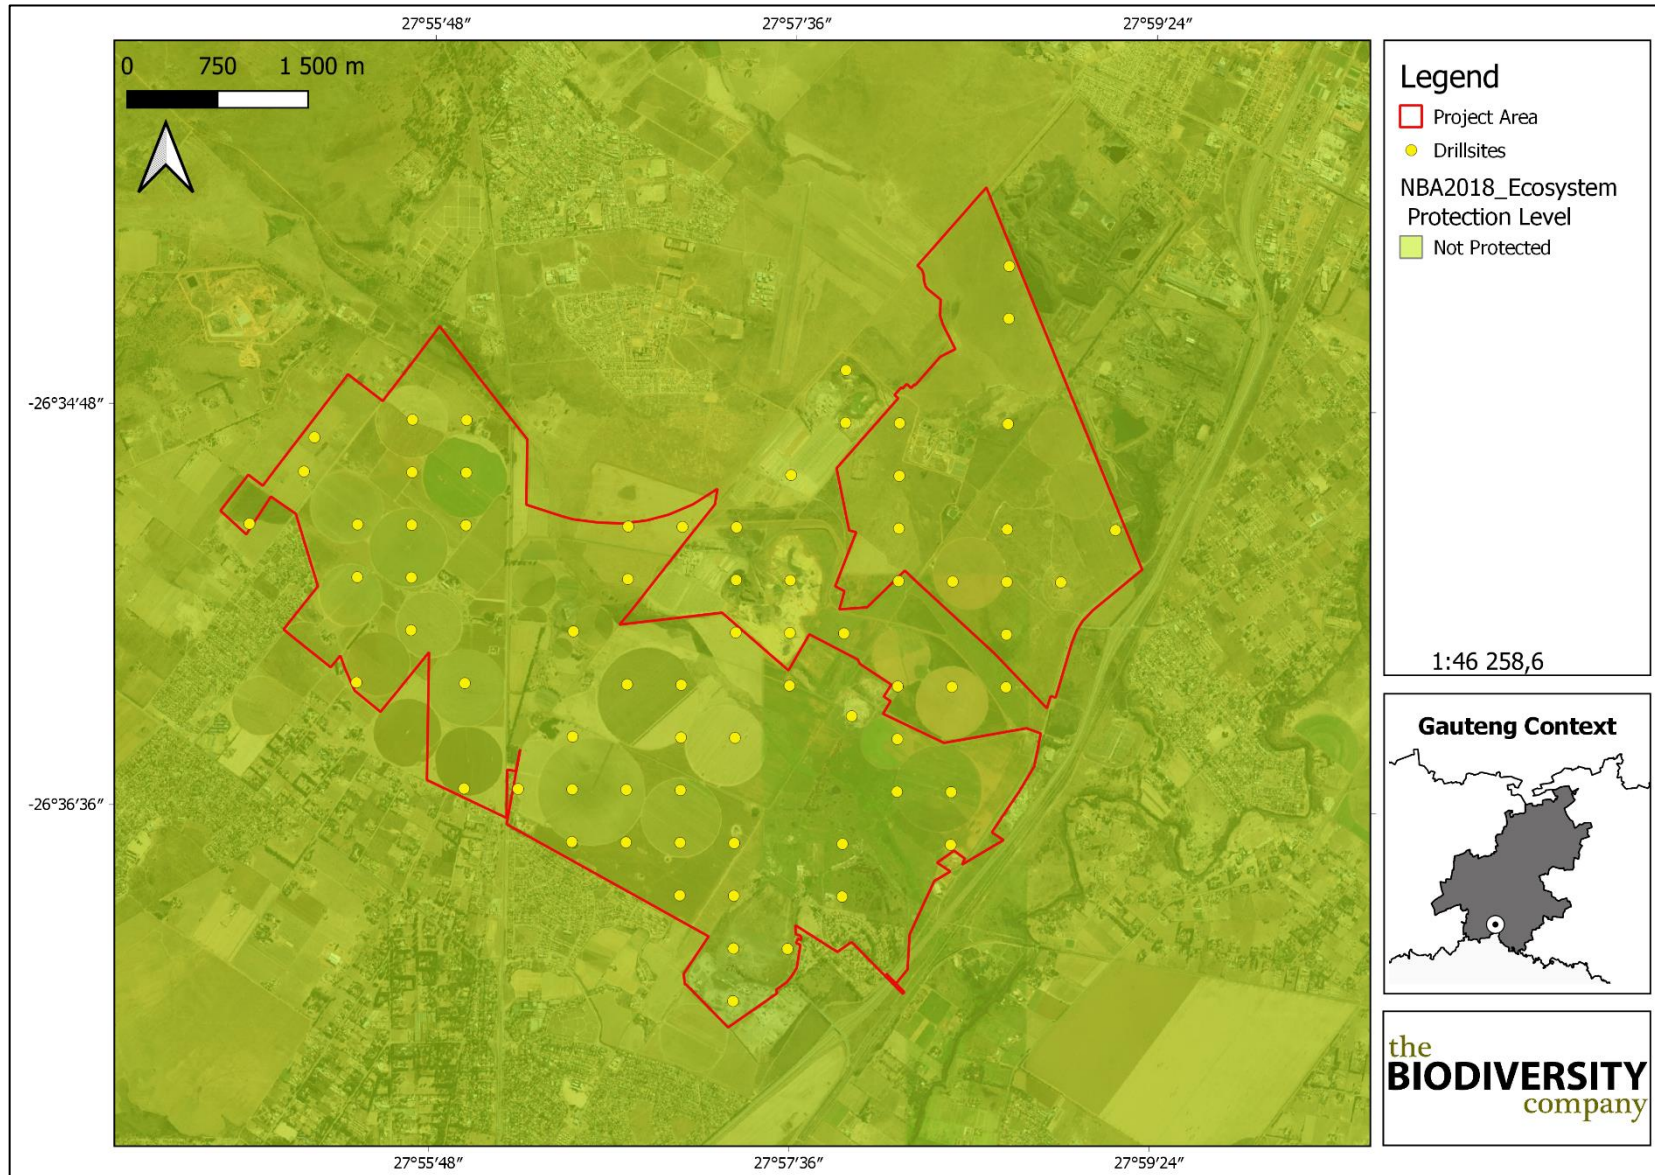 27°55'48" 27°57'36" 27°59'24"
0 750 1 500 m
-26°34'48"
-26°36'36"
27°55'48" 27°57'36" 27°59'24"
Legend
Project Area
Drillsites
NBA2018_Ecosystem
Protection Level
Not Protected
1:46 258,6
Gauteng Context
the
BIODIVERSITY
company